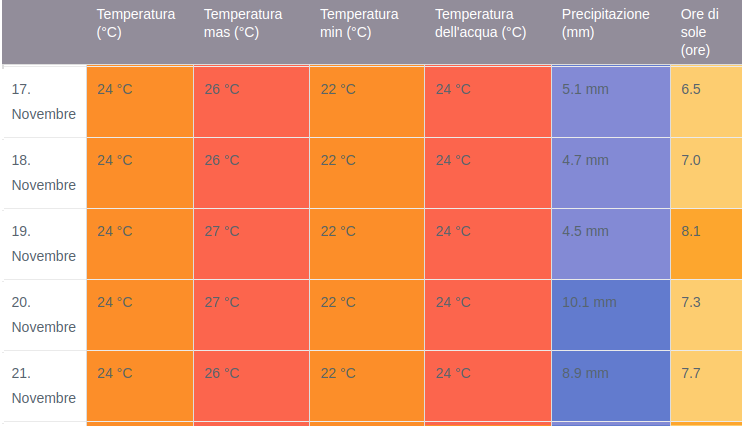 Temperatura (°C) Temperatura mas (°C) Temperatura min (°C) Temperatura dell'acqua (°C) Precipitazione (mm) Ore di sole (ore)
17. Novembre 24 °C 26 °C 22 °C 24 °C 5.1 mm 6.5
18. Novembre 24 °C 26 °C 22 °C 24 °C 4.7 mm 7.0
19. Novembre 24 °C 27 °C 22 °C 24 °C 4.5 mm 8.1
20. Novembre 24 °C 27 °C 22 °C 24 °C 10.1 mm 7.3
21. Novembre 24 °C 26 °C 22 °C 24 °C 8.9 mm 7.7